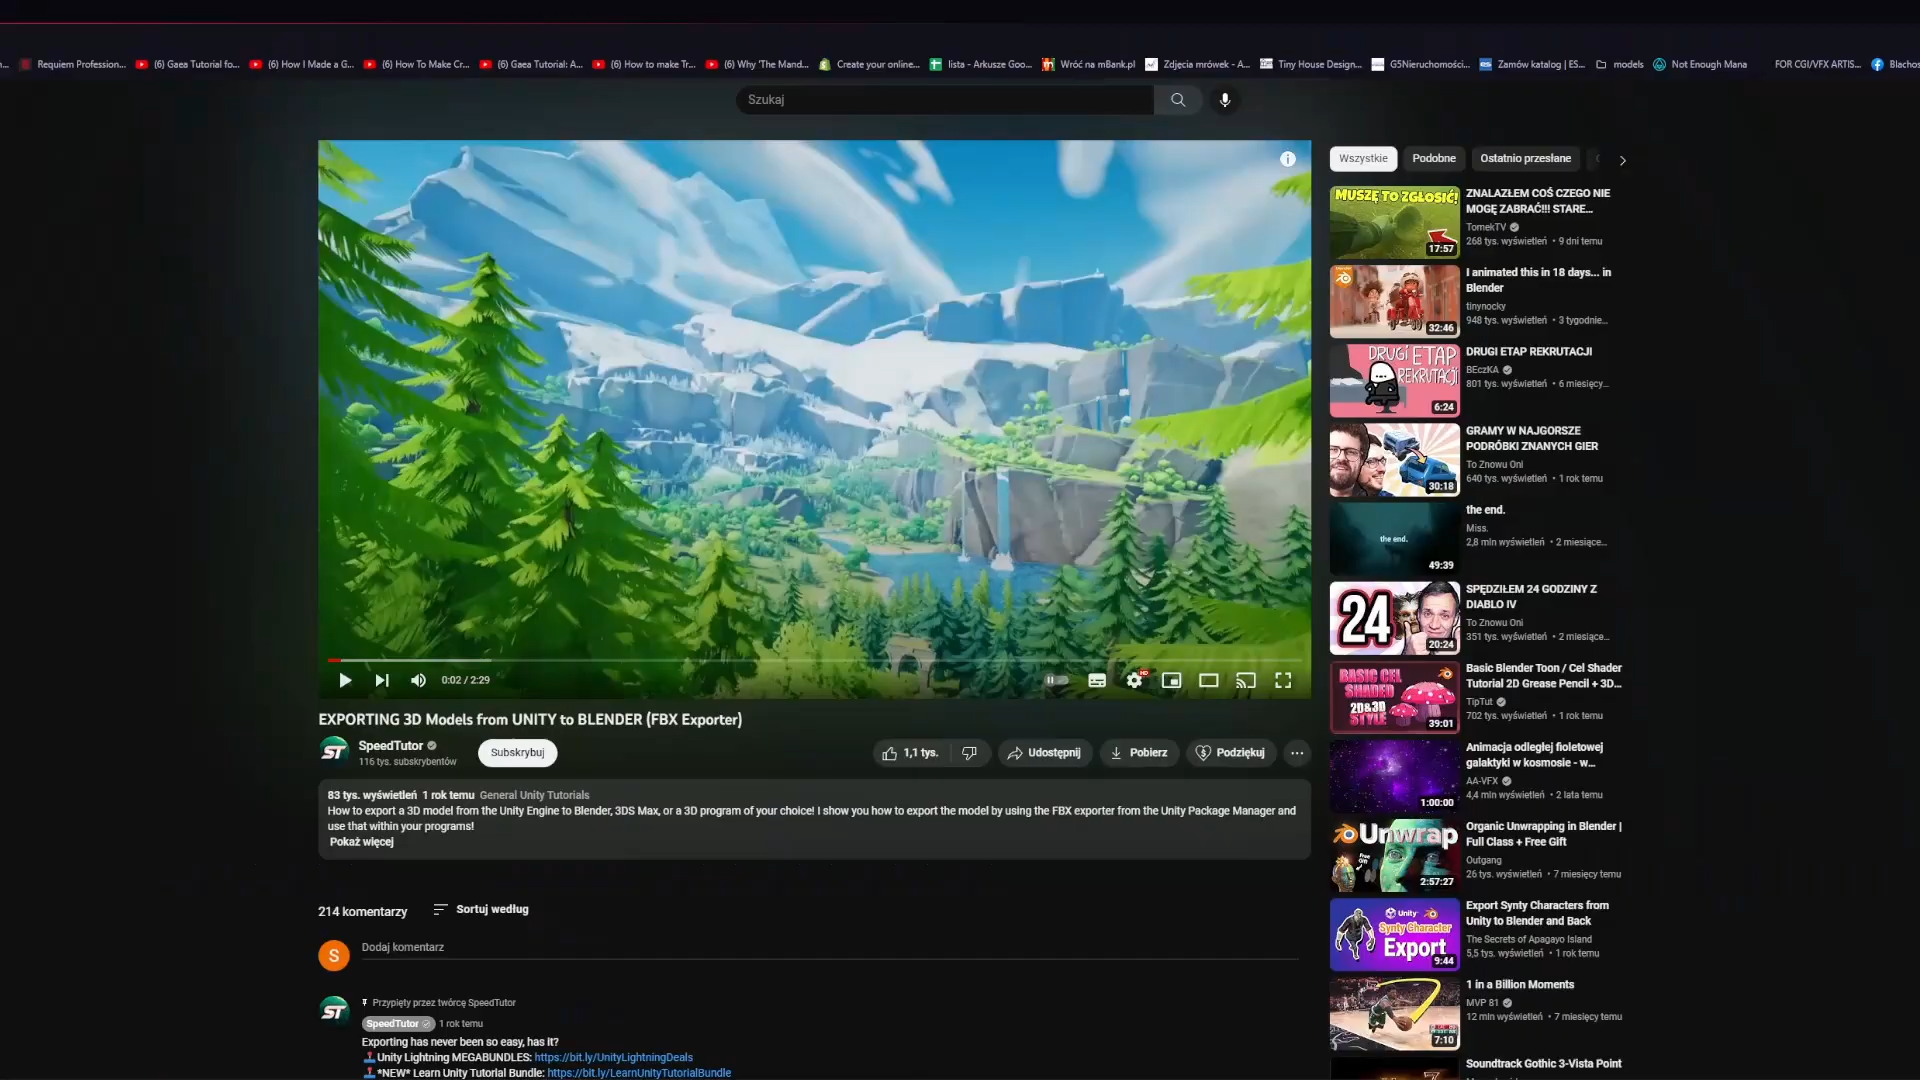 Requiem Profession...
(6) Gaea Tutorial fo...
(6) How I Made a G...
(6) How To Make Cr...
(6) Gaea Tutorial: A...
(6) How to make Tr...
(6) Why 'The Mand...
Create your online...
lista - Arkusze Goo...
Wróć na mBank.pl
Zdjęcia mrówek - A...
Tiny House Design...
G5Nieruchomości...
Zamów katalog | ES...
models
Not Enough Mana
FOR CGI/VFX ARTIS...
Blachos
Szukaj
0:02 / 2:29
HD
EXPORTING 3D Models from UNITY to BLENDER (FBX Exporter)
ST
SpeedTutor
116 tys. subskrybentów
Subskrybuj
1,1 tys.
Udostępnij
Pobierz
Podziękuj
83 tys. wyświetleń 1 rok temu General Unity Tutorials
How to export a 3D model from the Unity Engine to Blender, 3DS Max, or a 3D program of your choice! I show you how to export the model by using the FBX exporter from the Unity Package Manager and
use that within your programs!
Pokaż więcej
214 komentarzy
Sortuj według
S
Dodaj komentarz
ST
Przypięty przez twórcę SpeedTutor
SpeedTutor 1 rok temu
Exporting has never been so easy, has it?
Unity Lightning MEGABUNDLES: https://bit.ly/UnityLightningDeals
*NEW* Learn Unity Tutorial Bundle: https://bit.ly/LearnUnityTutorialBundle
Wszystkie
Podobne
Ostatnio przesłane
MUSZĘ TO ZGŁOSIĆ!
17:57
ZNALAZŁEM COŚ CZEGO NIE
MOGĘ ZABRAĆ!!! STARE...
TomekTV
268 tys. wyświetleń • 9 dni temu
32:46
I animated this in 18 days... in
Blender
tinynocky
948 tys. wyświetleń • 3 tygodnie...
DRUGI ETAP
REKRUTACJI
6:24
DRUGI ETAP REKRUTACJI
BEczKA
801 tys. wyświetleń • 6 miesięcy...
30:18
GRAMY W NAJGORSZE
PODRÓBKI ZNANYCH GIER
To Znowu Oni
640 tys. wyświetleń • 1 rok temu
the end.
49:39
the end.
Miss.
2,8 mln wyświetleń • 2 miesiące...
24
20:24
SPĘDZIŁEM 24 GODZINY Z
DIABLO IV
To Znowu Oni
351 tys. wyświetleń • 2 miesiące...
BASIC CEL
SHADED
2D&3D
STYLE
39:01
Basic Blender Toon / Cel Shader
Tutorial 2D Grease Pencil + 3D...
TipTut
702 tys. wyświetleń • 1 rok temu
1:00:00
Animacja odległej fioletowej
galaktyki w kosmosie - w...
AA-VFX
4,4 mln wyświetleń • 2 lata temu
Unwrap
Free
Gift
2:57:27
Organic Unwrapping in Blender |
Full Class + Free Gift
Outgang
26 tys. wyświetleń • 7 miesięcy temu
Unity
Synty Character
Export
9:44
Export Synty Characters from
Unity to Blender and Back
The Secrets of Apagayo Island
5,5 tys. wyświetleń • 1 rok temu
7:10
1 in a Billion Moments
MVP 81
12 mln wyświetleń • 7 miesięcy temu
Soundtrack Gothic 3-Vista Point